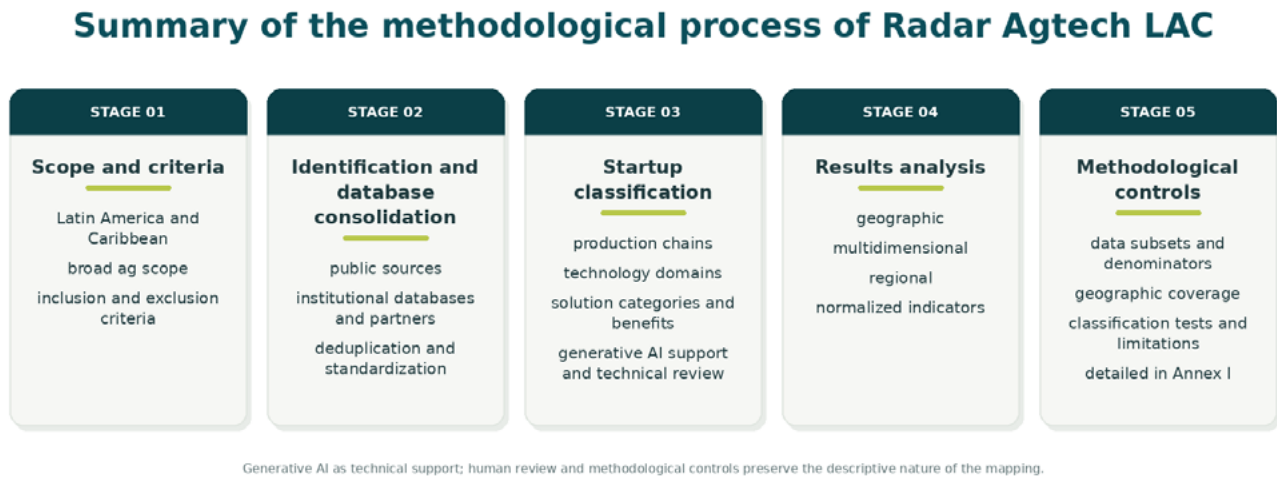 Summary of the methodological process of Radar Agtech LAC
STAGE 01
Scope and criteria
Latin America and
Caribbean
broad ag scope
inclusion and exclusion
criteria
STAGE 02
Identification and
database
consolidation
public sources
institutional databases
and partners
deduplication and
standardization
STAGE 03
Startup
classification
production chains
technology domains
solution categories and
benefits
generative AI support
and technical review
STAGE 04
Results analysis
geographic
multidimensional
regional
normalized indicators
STAGE 05
Methodological
controls
data subsets and
denominators
geographic coverage
classification tests and
limitations
detailed in Annex I
Generative AI as technical support; human review and methodological controls preserve the descriptive nature of the mapping.